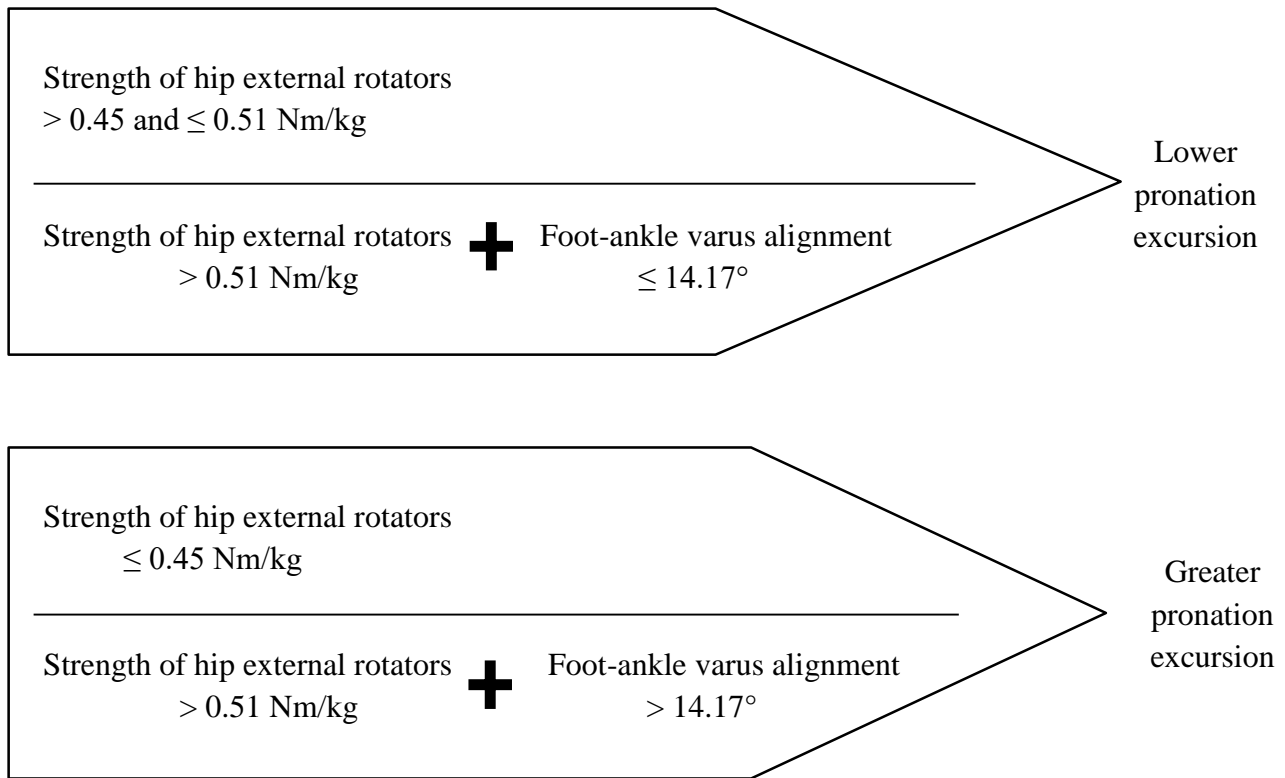 Strength of hip external rotators
> 0.45 and ≤ 0.51 Nm/kg
Strength of hip external rotators
> 0.51 Nm/kg
+
Foot-ankle varus alignment
≤ 14.17°
Lower
pronation
excursion
Strength of hip external rotators
≤ 0.45 Nm/kg
Strength of hip external rotators
> 0.51 Nm/kg
+
Foot-ankle varus alignment
> 14.17°
Greater
pronation
excursion